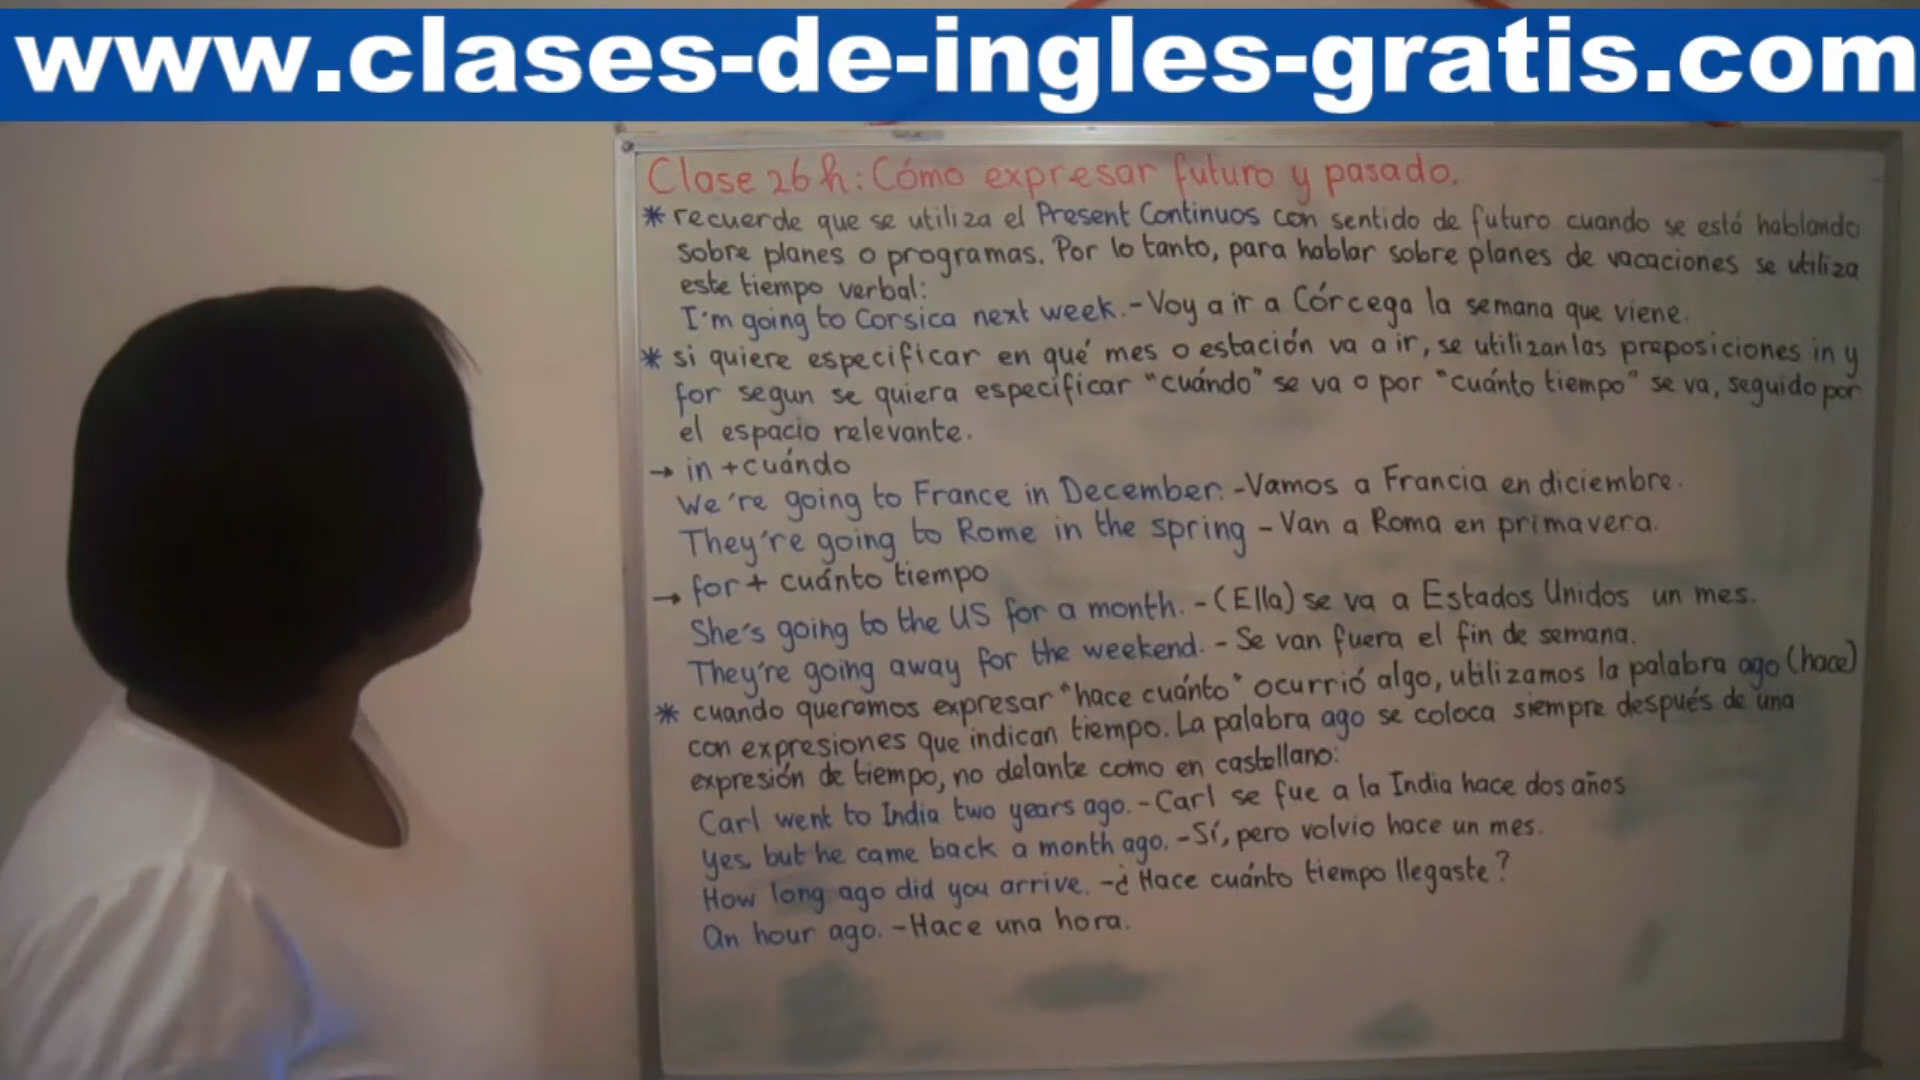 www.clases-de-ingles-gratis.com
Clase 26h: Cómo expresar futuro y pasado.
* recuerde que se utiliza el Present Continuos con sentido de futuro cuando se está hablando
sobre planes o programas. Por lo tanto, para hablar sobre planes de vacaciones se utiliza
este tiempo verbal:
I'm going to Corsica next week. - Voy a ir a Córcega la semana que viene.
* si quiere especificar en qué mes o estación va a ir, se utilizan las preposiciones in y
for segun se quiera especificar "cuándo" se va o por "cuánto tiempo" se va, seguido por
el espacio relevante.
→ in + cuándo
We're going to France in December. - Vamos a Francia en diciembre.
They're going to Rome in the spring - Van a Roma en primavera.
→ for + cuánto tiempo
She's going to the US for a month. - (Ella) se va a Estados Unidos un mes.
They're going away for the weekend. - Se van fuera el fin de semana.
* cuando queremos expresar "hace cuánto" ocurrió algo, utilizamos la palabra ago (hace)
con expresiones que indican tiempo. La palabra ago se coloca siempre después de una
expresión de tiempo, no delante como en castellano:
Carl went to India two years ago. - Carl se fue a la India hace dos años
Yes, but he came back a month ago. - Sí, pero volvio hace un mes.
How long ago did you arrive. - ¿Hace cuánto tiempo llegaste?
An hour ago. - Hace una hora.